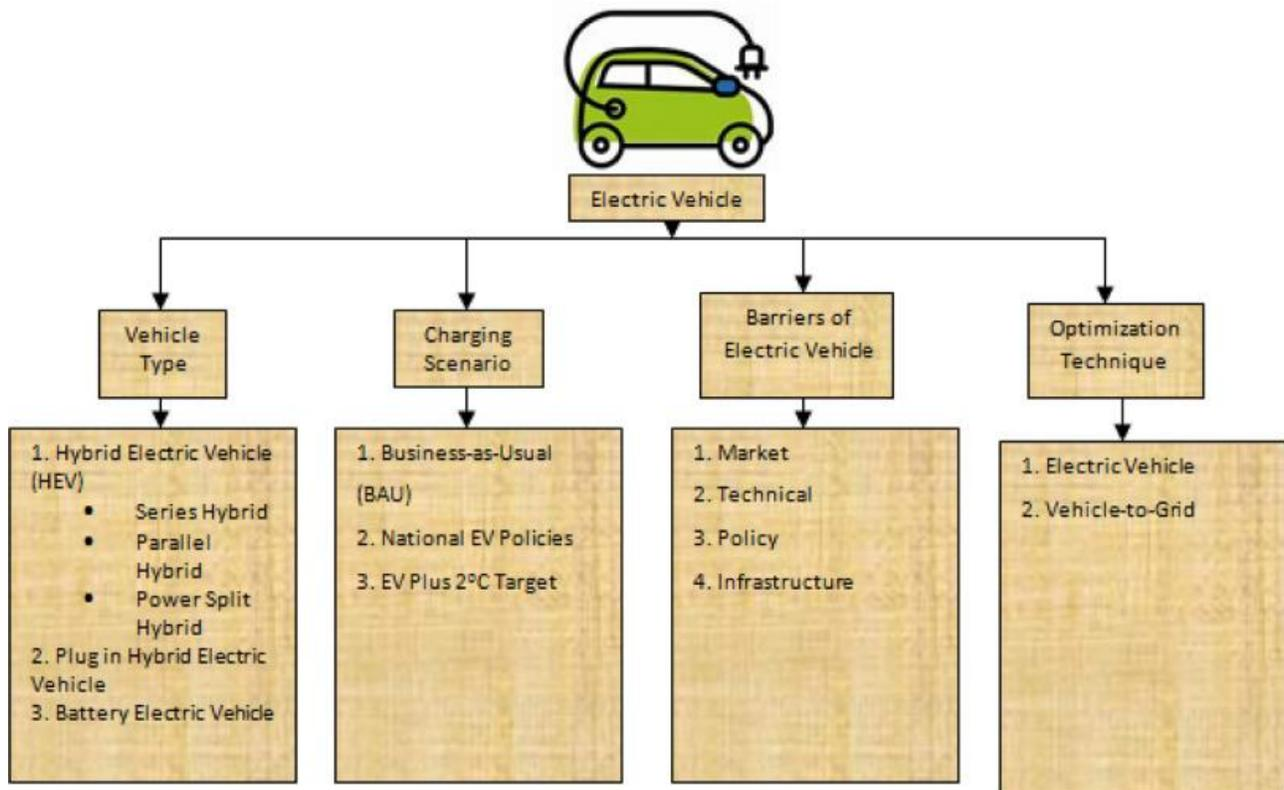 Electric Vehicle
Vehicle
Type
Charging
Scenario
Barriers of
Electric Vehicle
Optimization
Technique
1. Hybrid Electric Vehicle
(HEV)
• Series Hybrid
• Parallel
Hybrid
• Power Split
Hybrid
2. Plug in Hybrid Electric
Vehicle
3. Battery Electric Vehicle
1. Business-as-Usual
(BAU)
2. National EV Policies
3. EV Plus 2°C Target
1. Market
2. Technical
3. Policy
4. Infrastructure
1. Electric Vehicle
2. Vehicle-to-Grid